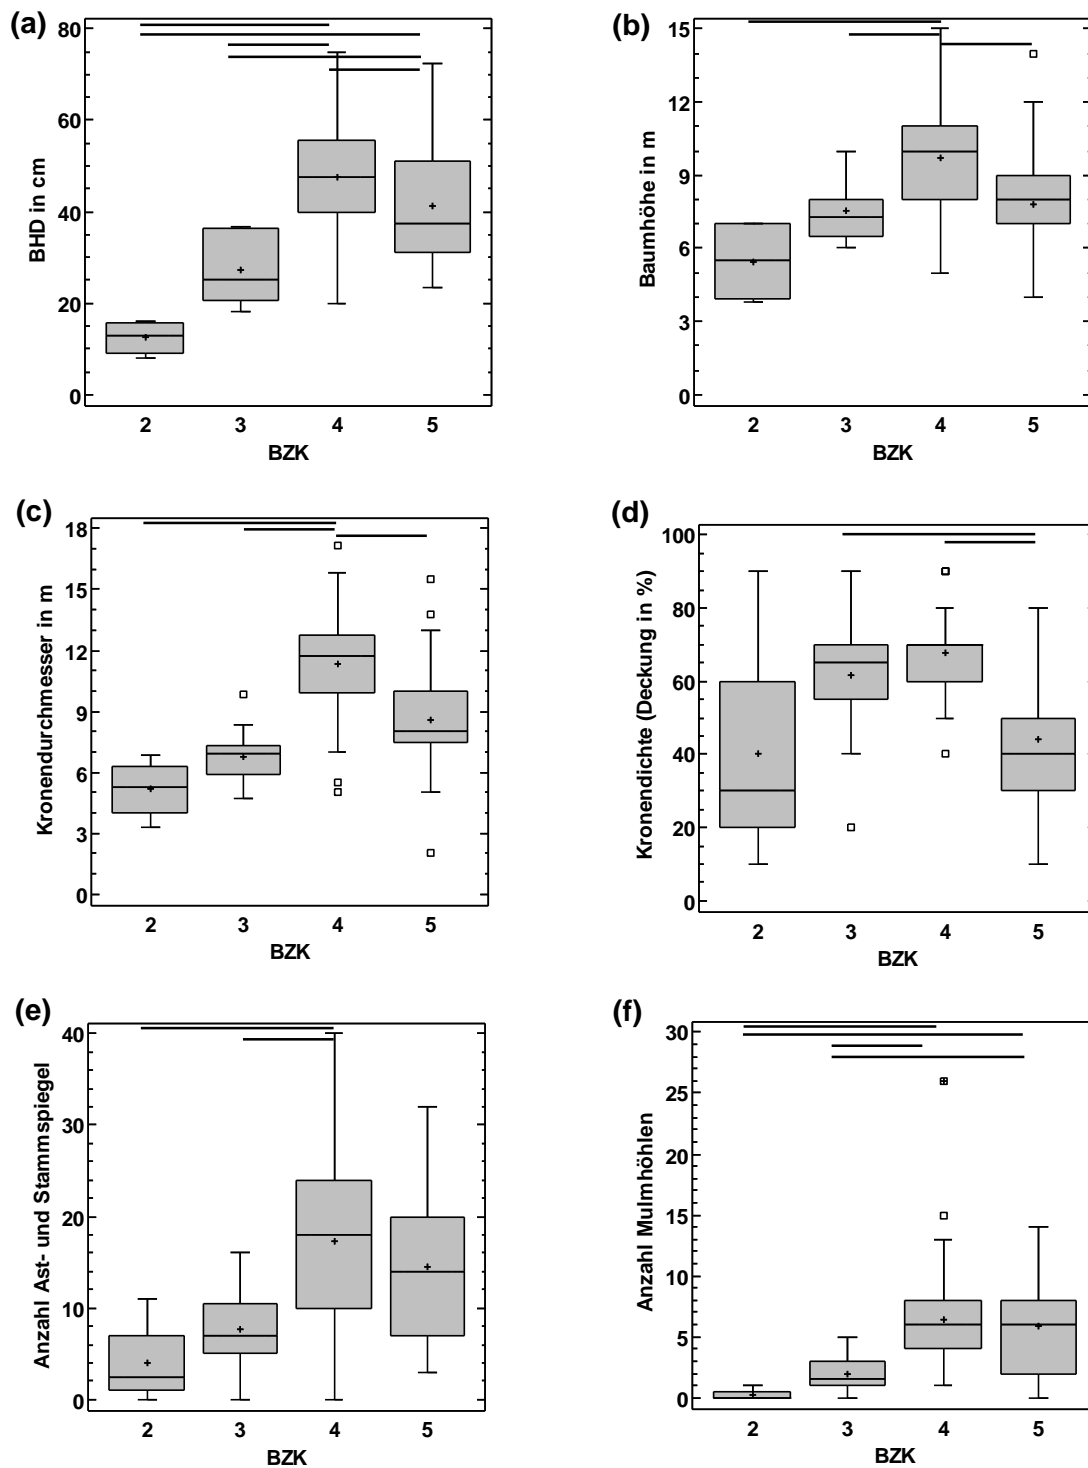 (a)
BHD in cm
80
60
40
20
0
2 3 4 5
BZK
(b)
Baumhöhe in m
15
12
9
6
3
0
2 3 4 5
BZK
(c)
Kronendurchmesser in m
18
15
12
9
6
3
0
2 3 4 5
BZK
(d)
Kronendichte (Deckung in %)
100
80
60
40
20
0
2 3 4 5
BZK
(e)
Anzahl Ast- und Stammspiegel
40
30
20
10
0
2 3 4 5
BZK
(f)
Anzahl Mulmhöhlen
30
25
20
15
10
5
0
2 3 4 5
BZK